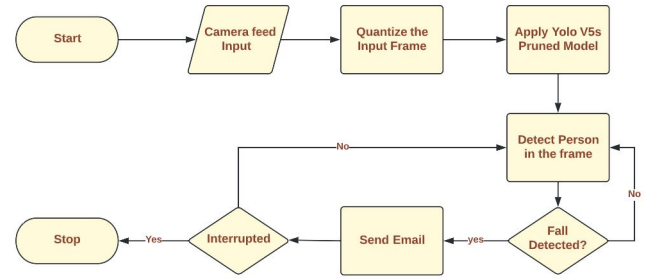 Start
Camera feed
Input
Quantize the
Input Frame
Apply Yolo V5s
Pruned Model
No
Detect Person
in the frame
No
Stop
Yes
Interrupted
Send Email
yes
Fall
Detected?